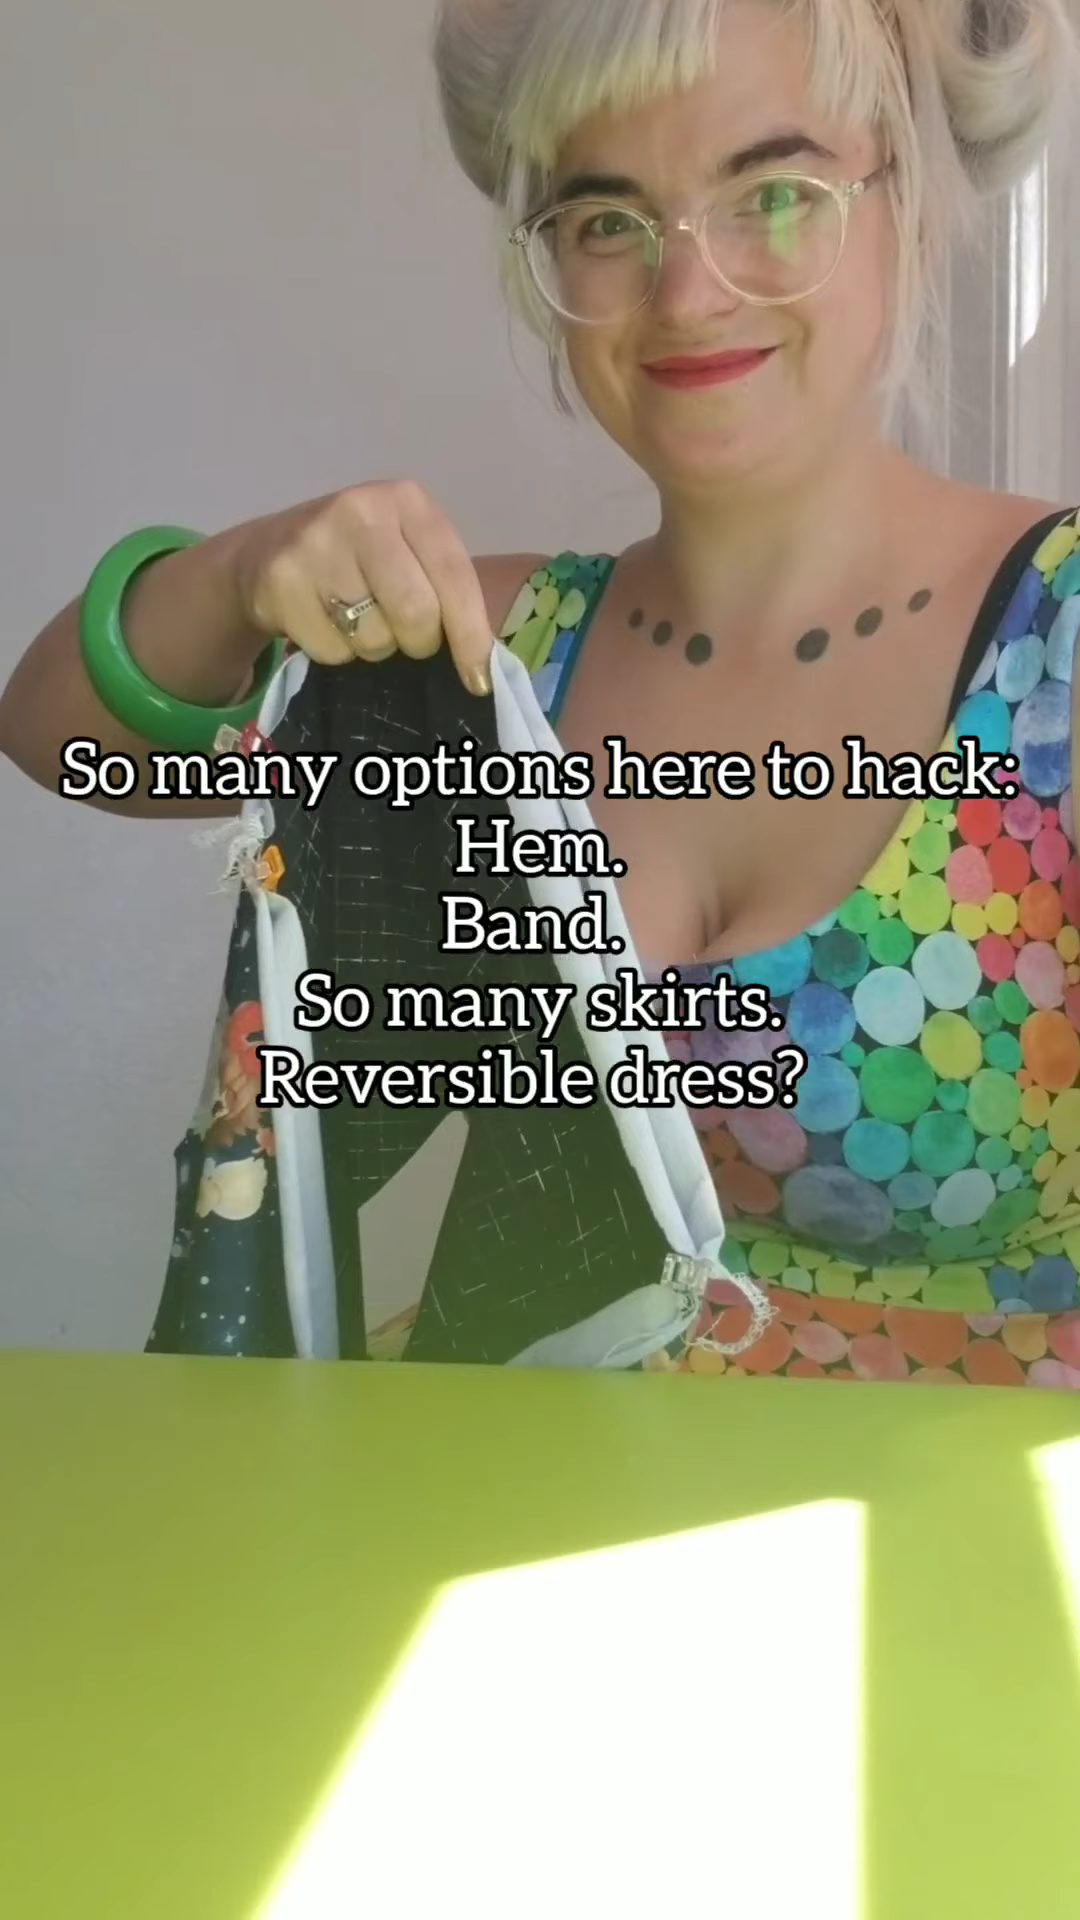 So many options here to hack:
Hem.
Band.
So many skirts.
Reversible dress?